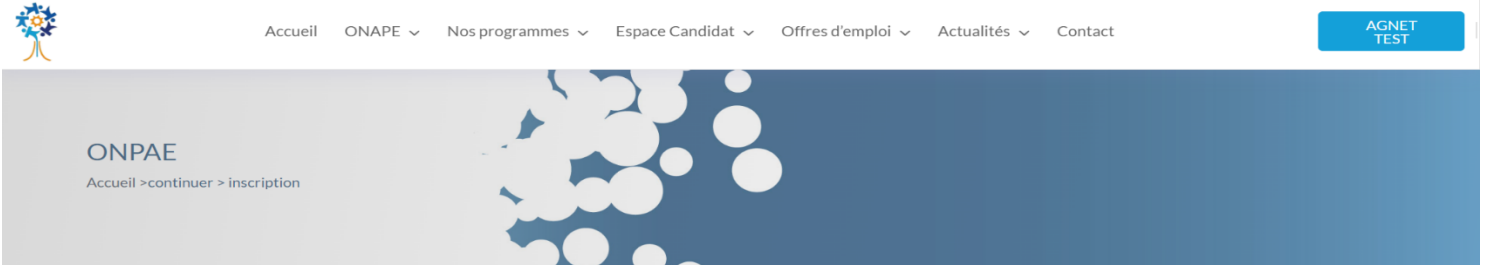 Accueil ONAPE Nos programmes Espace Candidat Offres d'emploi Actualités Contact
AGNET
TEST
ONPAE
Accueil >continuer > inscription